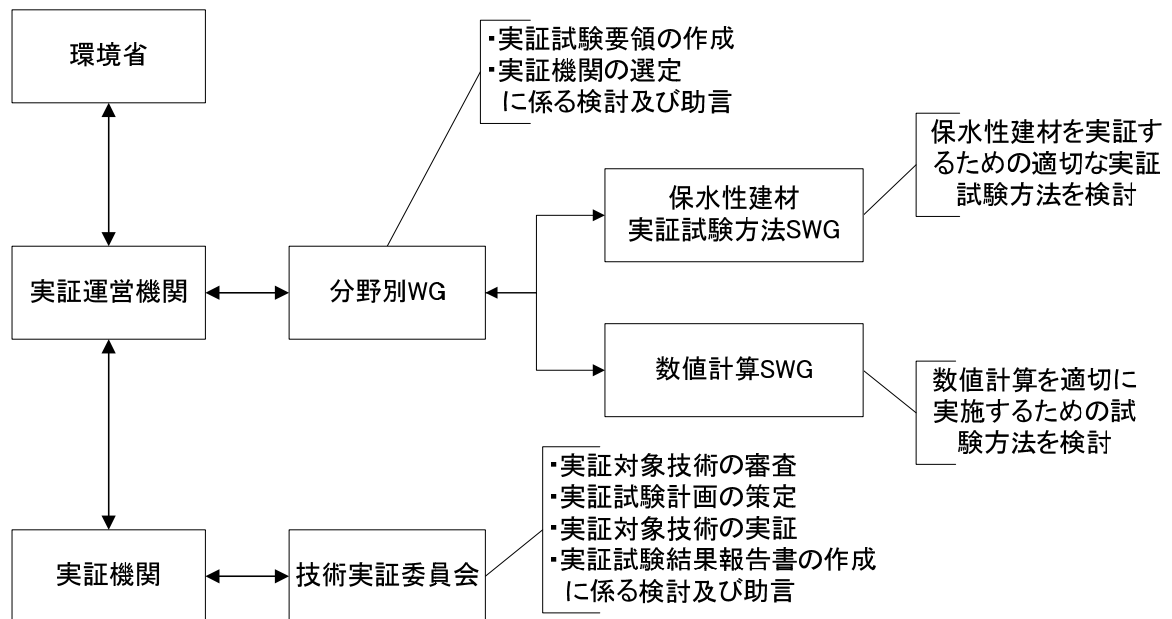 環境省
・実証試験要領の作成
・実証機関の選定
に係る検討及び助言
保水性建材
実証試験方法SWG
保水性建材を実証す
るための適切な実証
試験方法を検討
実証運営機関
分野別WG
数値計算SWG
数値計算を適切に
実施するための試
験方法を検討
実証機関
技術実証委員会
・実証対象技術の審査
・実証試験計画の策定
・実証対象技術の実証
・実証試験結果報告書の作成
に係る検討及び助言